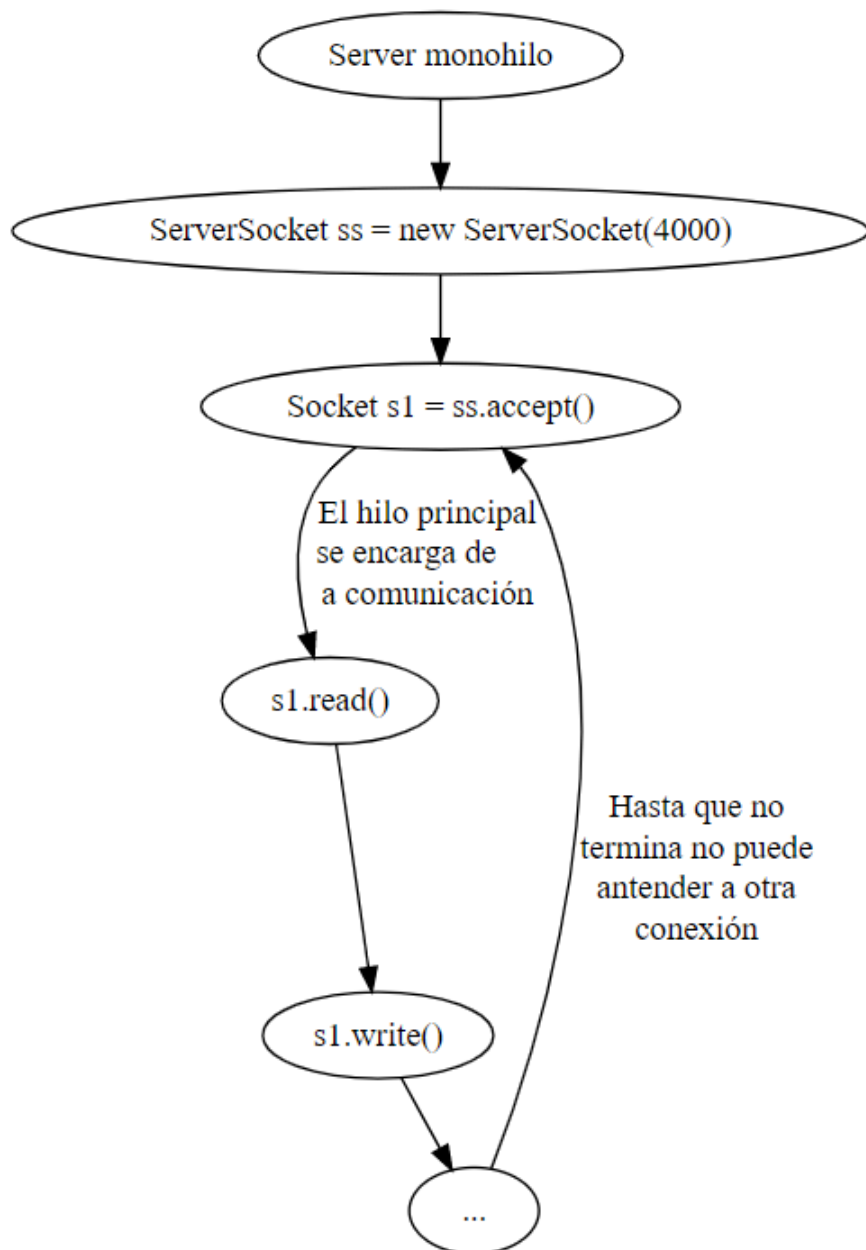 Server monohilo
ServerSocket ss = new ServerSocket(4000)
Socket s1 = ss.accept()
El hilo principal
se encarga de
a comunicación
s1.read()
Hasta que no
termina no puede
antender a otra
conexión
s1.write()
...